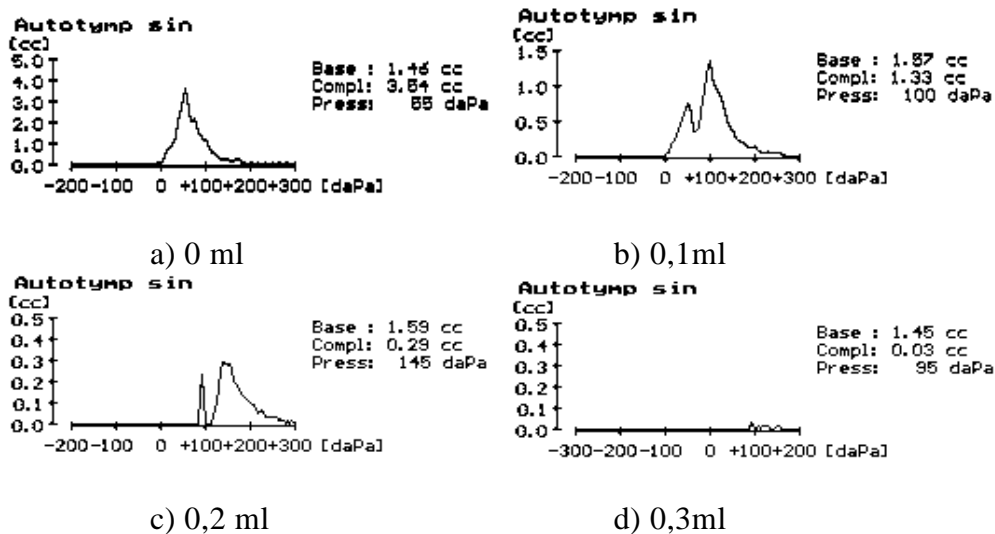 Autotymp sin
[cc]
5.0
4.0
3.0
2.0
1.0
0.0
-200-100 0 +100+200+300 [daPa]
Base : 1.46 cc
Compl: cc
Press: daPa
a) 0 ml
Autotymp sin
[cc]
1.5
1.0
0.5
0.0
-200-100 0 +100+200+300 [daPa]
Base : 1.57 cc
Compl: 1.33 cc
Press: 100 daPa
b) 0,1ml
Autotymp sin
[cc]
0.5
0.4
0.3
0.2
0.1
0.0
-200-100 0 +100+200+300 [daPa]
Base : 1.59 cc
Compl: 0.29 cc
Press: 145 daPa
c) 0,2 ml
Autotymp sin
[cc]
0.5
0.4
0.3
0.2
0.1
0.0
-300-200-100 0 +100+200 [daPa]
Base : 1.45 cc
Compl: 0.03 cc
Press: 95 daPa
d) 0,3ml